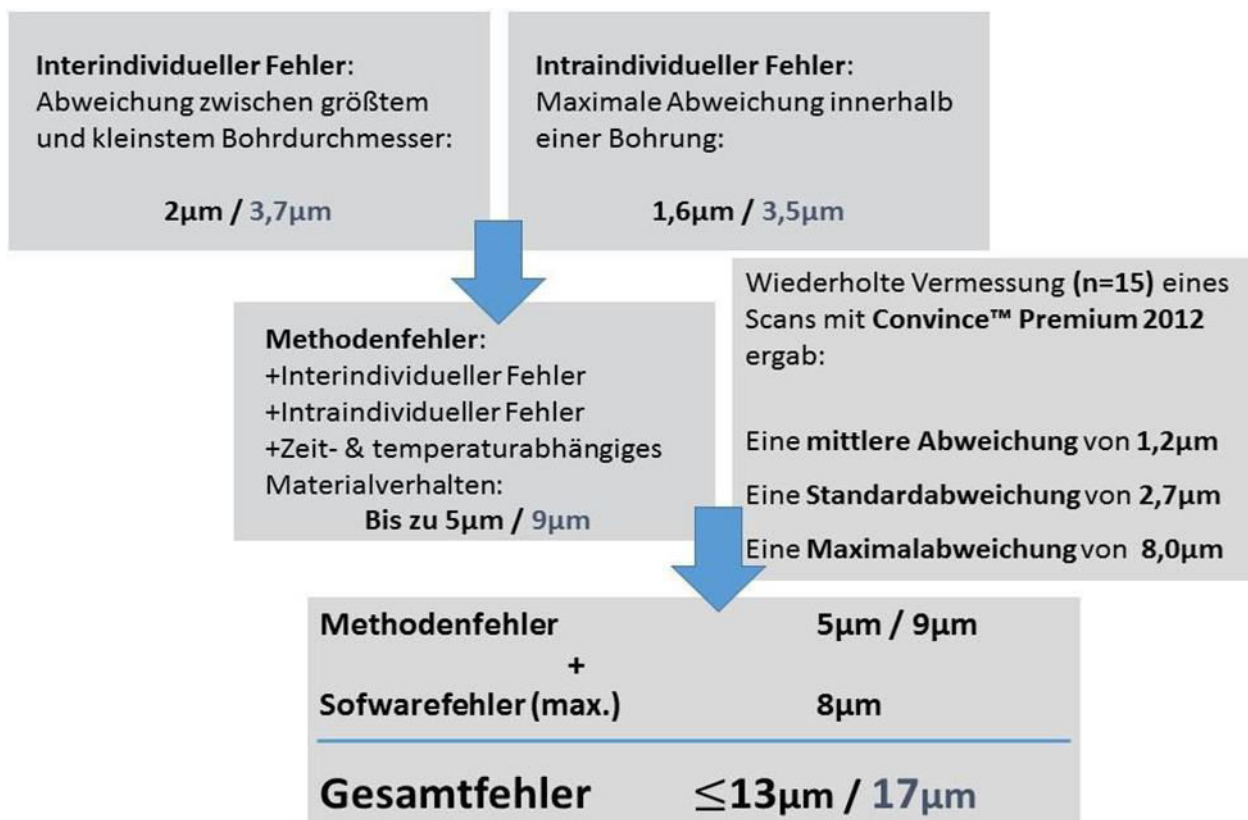 Interindividueller Fehler:
Abweichung zwischen größtem
und kleinstem Bohrdurchmesser:
2µm / 3,7µm
Intraindividueller Fehler:
Maximale Abweichung innerhalb
einer Bohrung:
1,6µm / 3,5µm
Methodenfehler:
+Interindividueller Fehler
+Intraindividueller Fehler
+Zeit- & temperaturabhängiges
Materialverhalten:
Bis zu 5µm / 9µm
Wiederholte Vermessung (n=15) eines
Scans mit Convince™ Premium 2012
ergab:
Eine mittlere Abweichung von 1,2µm
Eine Standardabweichung von 2,7µm
Eine Maximalabweichung von 8,0µm
Methodenfehler 5µm / 9µm
+
Sofwarefehler (max.) 8µm
Gesamtfehler ≤13µm / 17µm